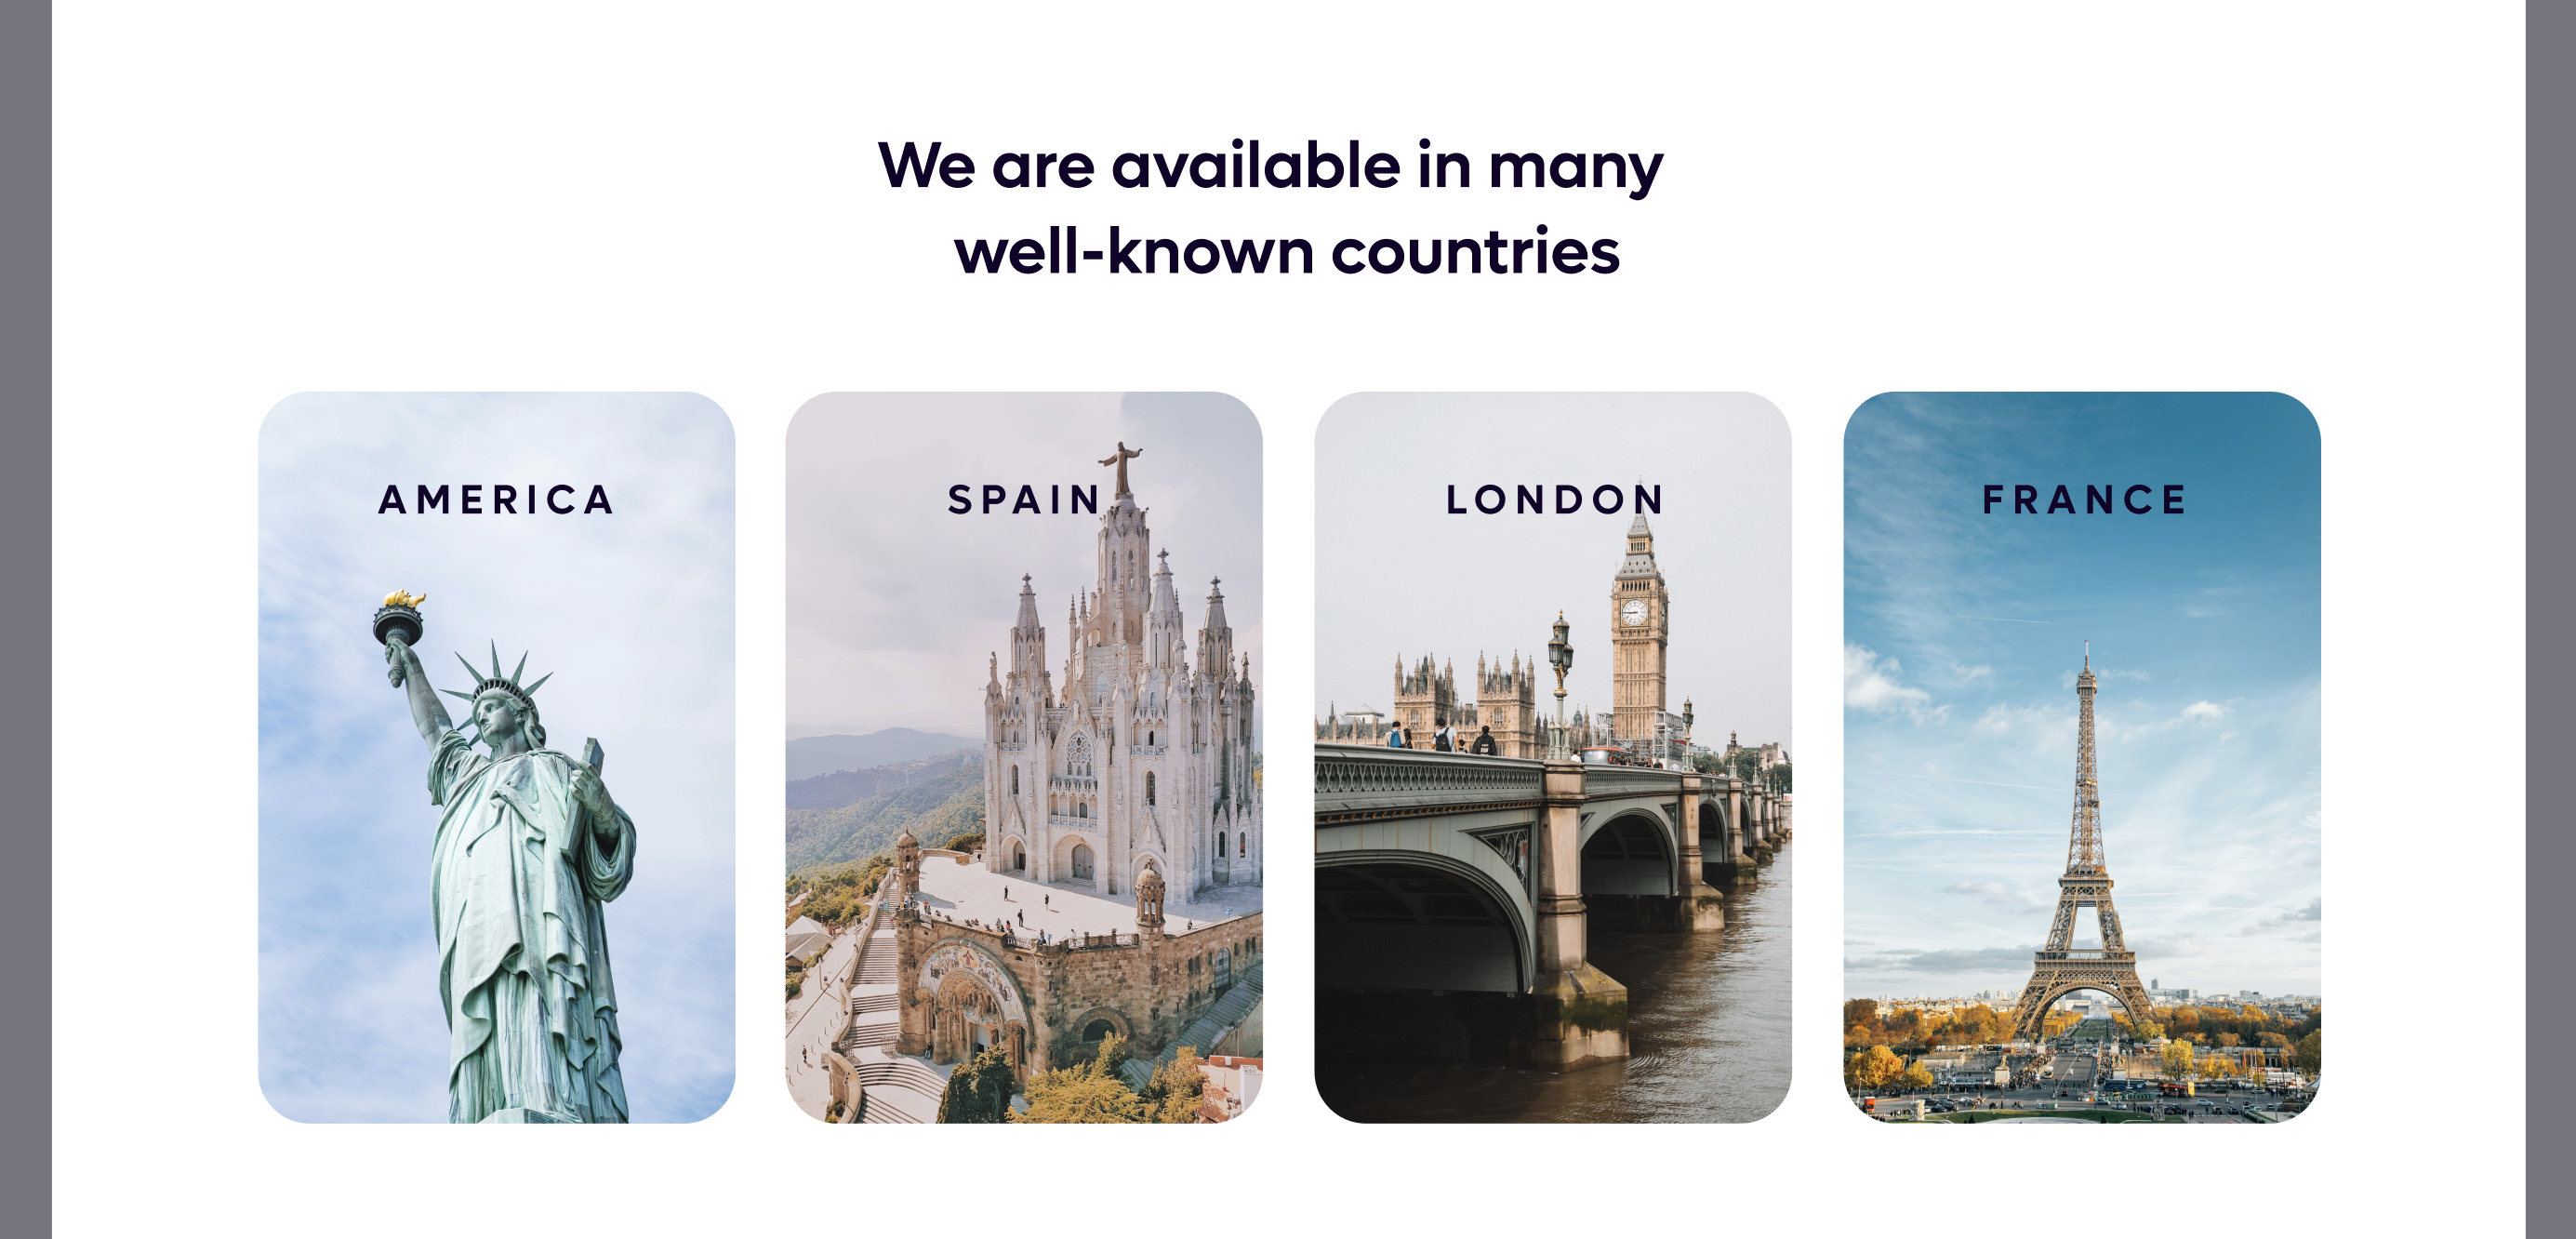 We are available in many
well-known countries
AMERICA
SPAIN
LONDON
FRANCE